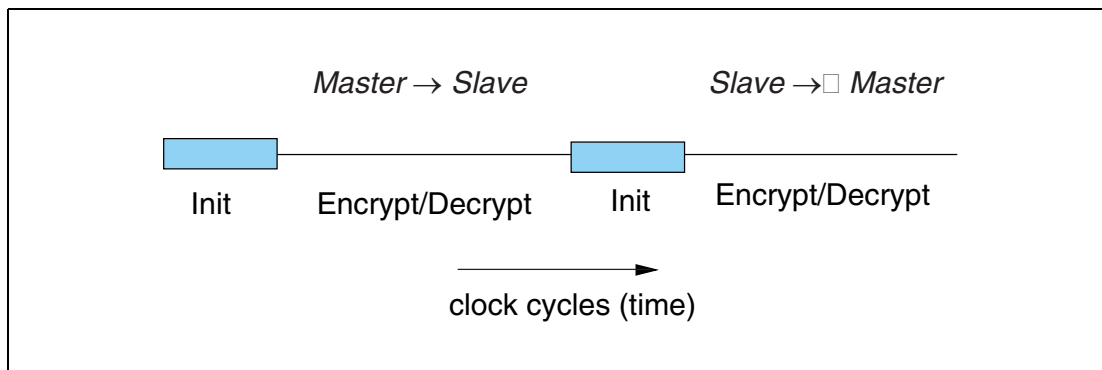 Master → Slave
Slave →□ Master
Init
Encrypt/Decrypt
Init
Encrypt/Decrypt
clock cycles (time)